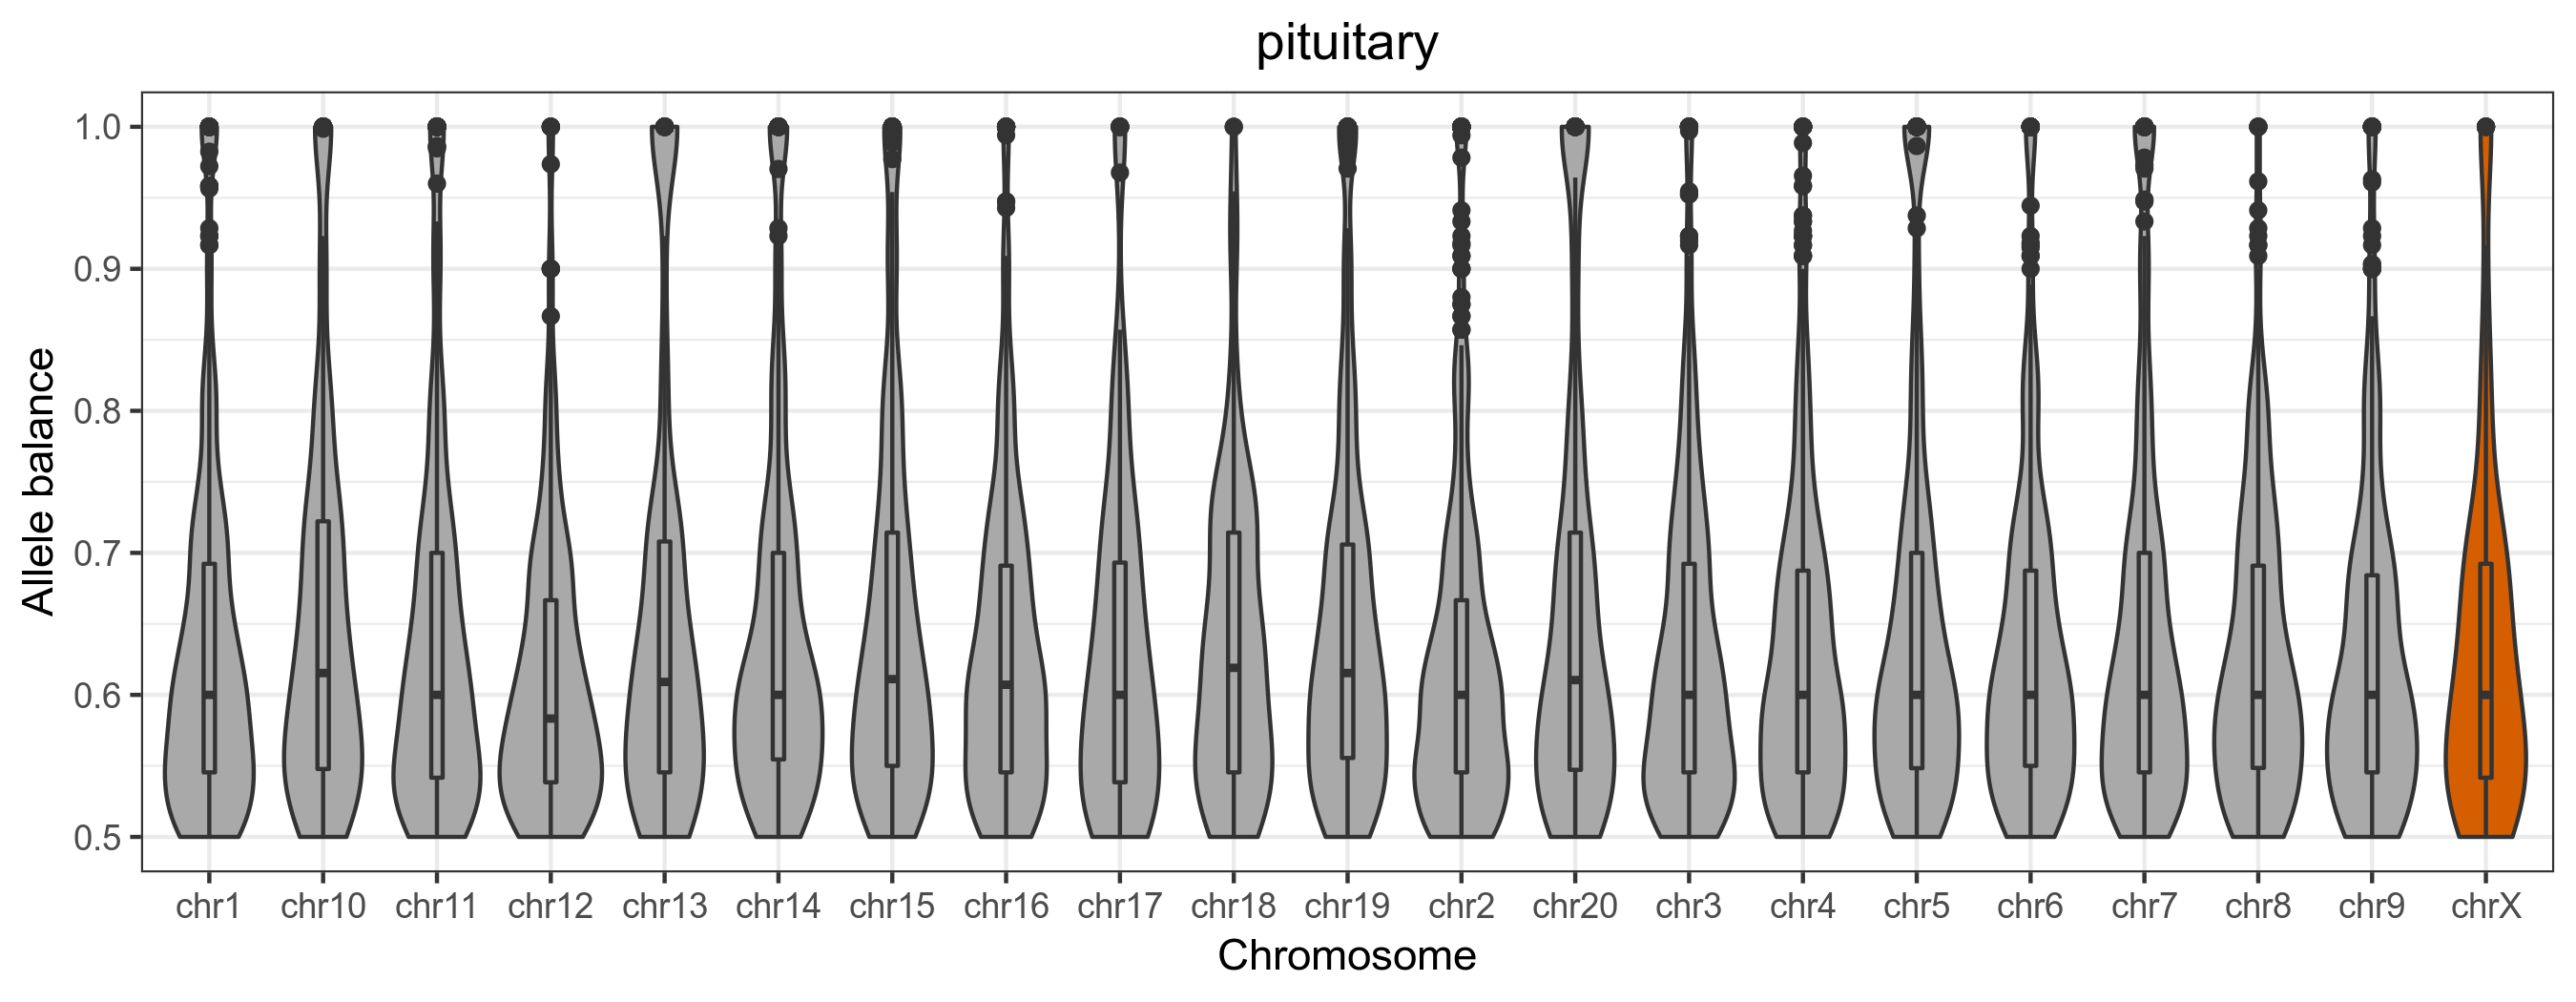 pituitary
Allele balance
1.0
0.9
0.8
0.7
0.6
0.5
chr1 chr10 chr11 chr12 chr13 chr14 chr15 chr16 chr17 chr18 chr19 chr2 chr20 chr3 chr4 chr5 chr6 chr7 chr8 chr9 chrX
Chromosome